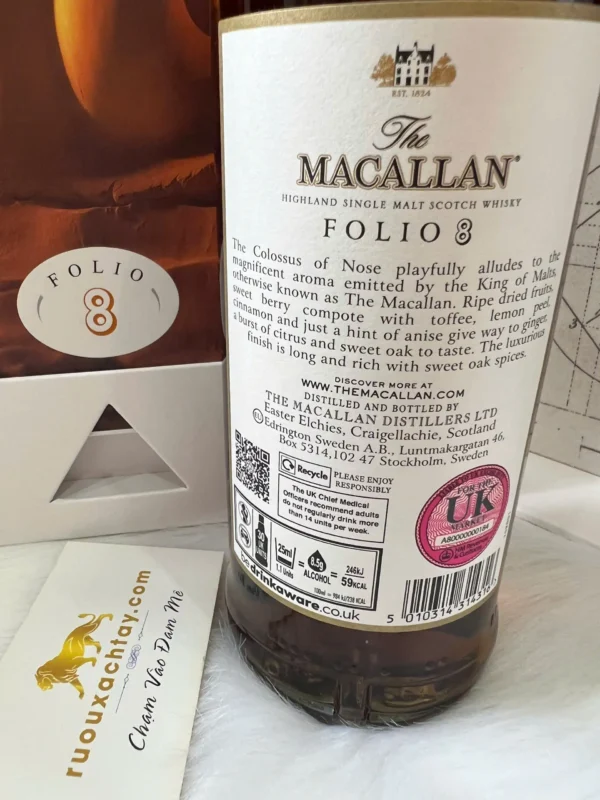 EST. 1824
The
MACALLAN
HIGHLAND SINGLE MALT SCOTCH WHISKY
FOLIO 8
The Colossus of Nose playfully alludes to the
magnificent aroma emitted by the King of Malts,
otherwise known as The Macallan. Ripe dried fruits,
sweet berry compote with toffee, lemon peel,
cinnamon and just a hint of anise give way to ginger,
a burst of citrus and sweet oak to taste. The luxurious
finish is long and rich with sweet oak spices.
DISCOVER MORE AT
WWW.THEMACALLAN.COM
DISTILLED AND BOTTLED BY
THE MACALLAN DISTILLERS LTD
Easter Elchies, Craigellachie, Scotland
Edrington Sweden A.B., Luntmakargatan 46,
Box 5314,102 47 Stockholm, Sweden
Recycle
PLEASE ENJOY
RESPONSIBLY
The UK Chief Medical
Officers recommend adults
do not regularly drink more
than 14 units per week.
25ml
1.1 Units
ALCOHOL
246kJ
59KCAL
drinkaware.co.uk
FOR THE
UK
MARKET
A80000000184
FOLIO
8
3
ruouxachtay.com
Chạm Vào Đam Mê